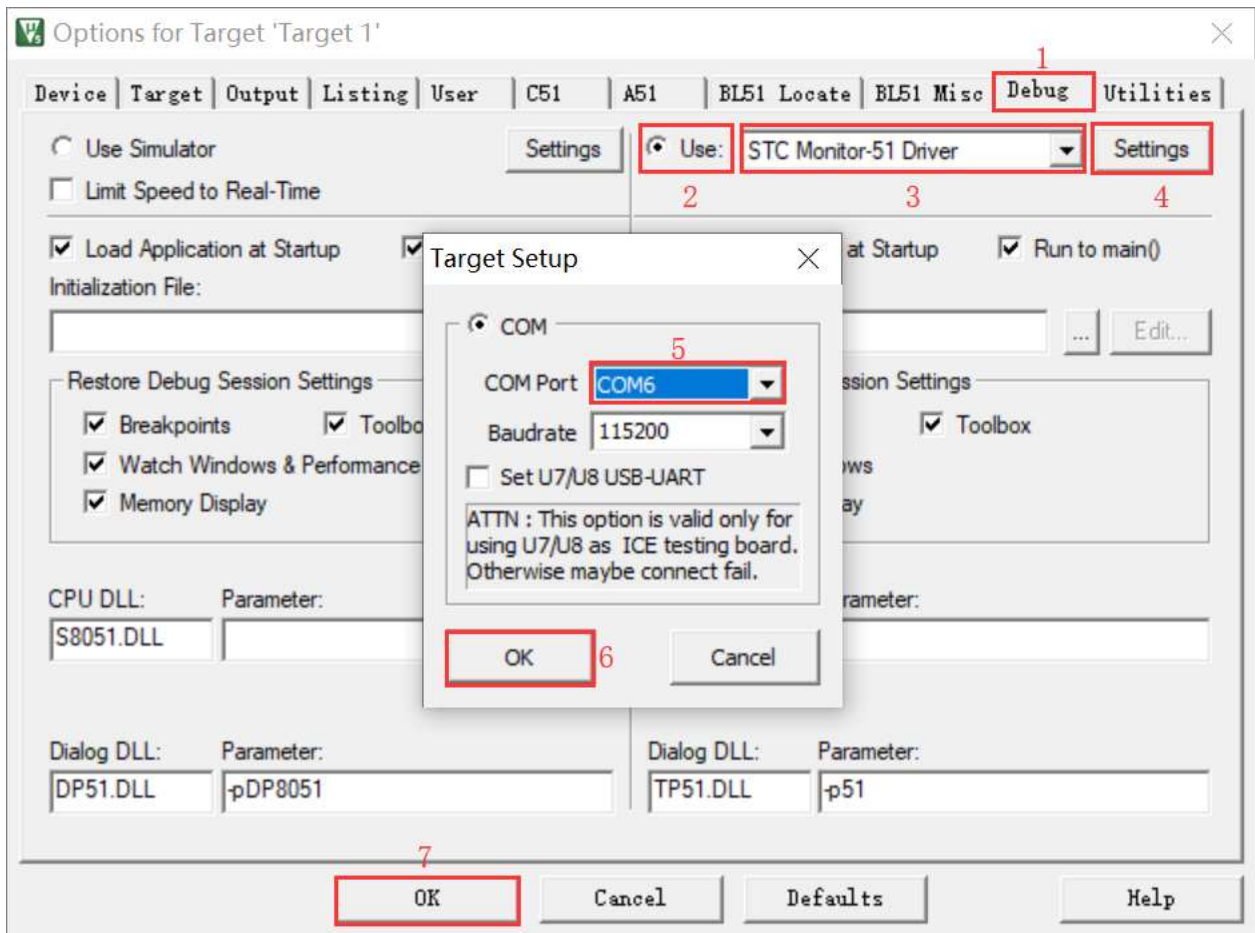 Options for Target 'Target 1'
1
Device Target Output Listing User C51 A51 BL51 Locate BL51 Misc Debug Utilities
Use Simulator Settings Use: STC Monitor-51 Driver Settings
Limit Speed to Real-Time 2 3 4
Load Application at Startup at Startup Run to main()
Initialization File:
... Edit...
Target Setup
COM
5
COM Port COM6
Baudrate 115200
Set U7/U8 USB-UART
ATTN : This option is valid only for
using U7/U8 as ICE testing board.
Otherwise maybe connect fail.
OK 6 Cancel
Restore Debug Session Settings ssion Settings
Breakpoints Toolbo Toolbox
Watch Windows & Performance ows
Memory Display ay
CPU DLL: Parameter: rameter:
S8051.DLL
Dialog DLL: Parameter: Dialog DLL: Parameter:
DP51.DLL -pDP8051 TP51.DLL -p51
7
OK Cancel Defaults Help